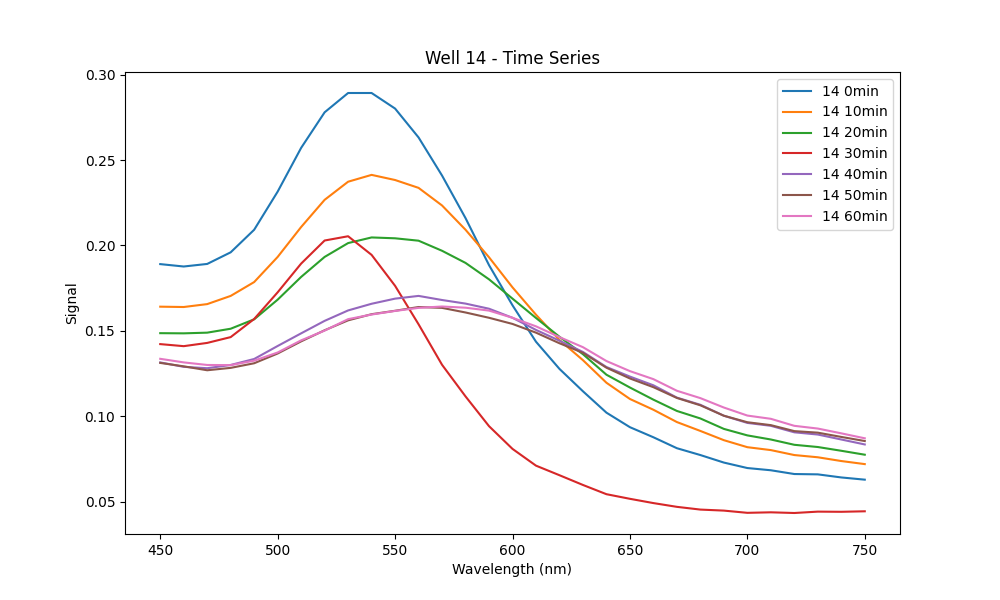 Well 14 - Time Series
14 0min
14 10min
14 20min
14 30min
14 40min
14 50min
14 60min
Signal
0.30
0.25
0.20
0.15
0.10
0.05
450 500 550 600 650 700 750
Wavelength (nm)